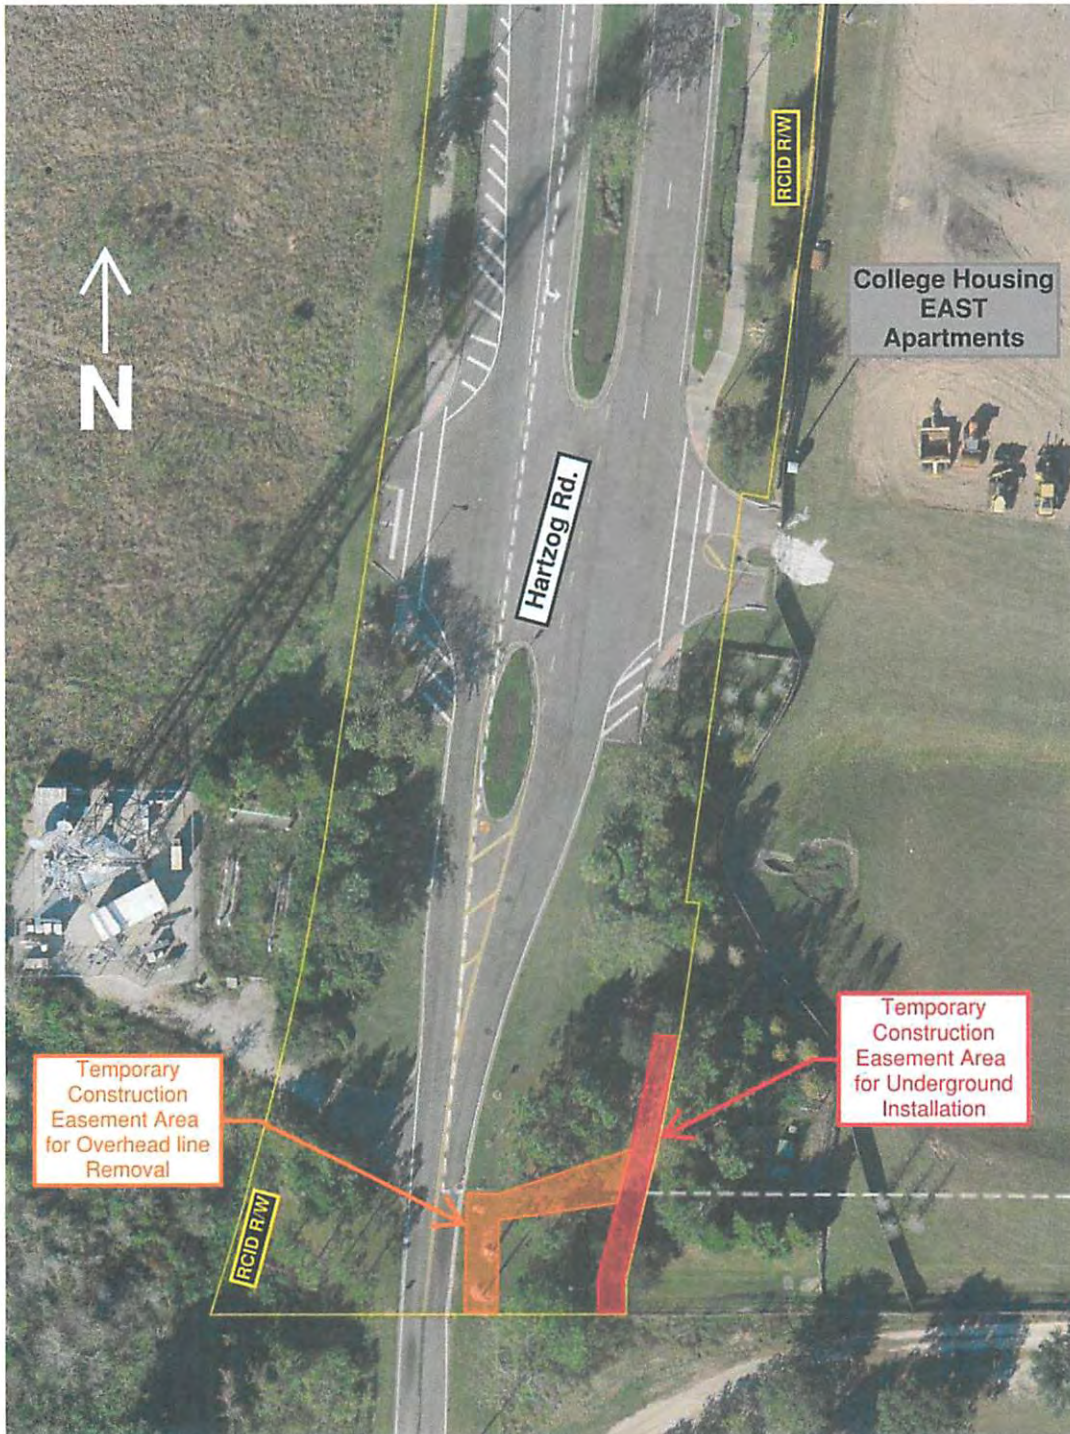 RCID R/W
College Housing
EAST
Apartments
N
Hartzog Rd.
Temporary
Construction
Easement Area
for Underground
Installation
Temporary
Construction
Easement Area
for Overhead line
Removal
RCID R/W